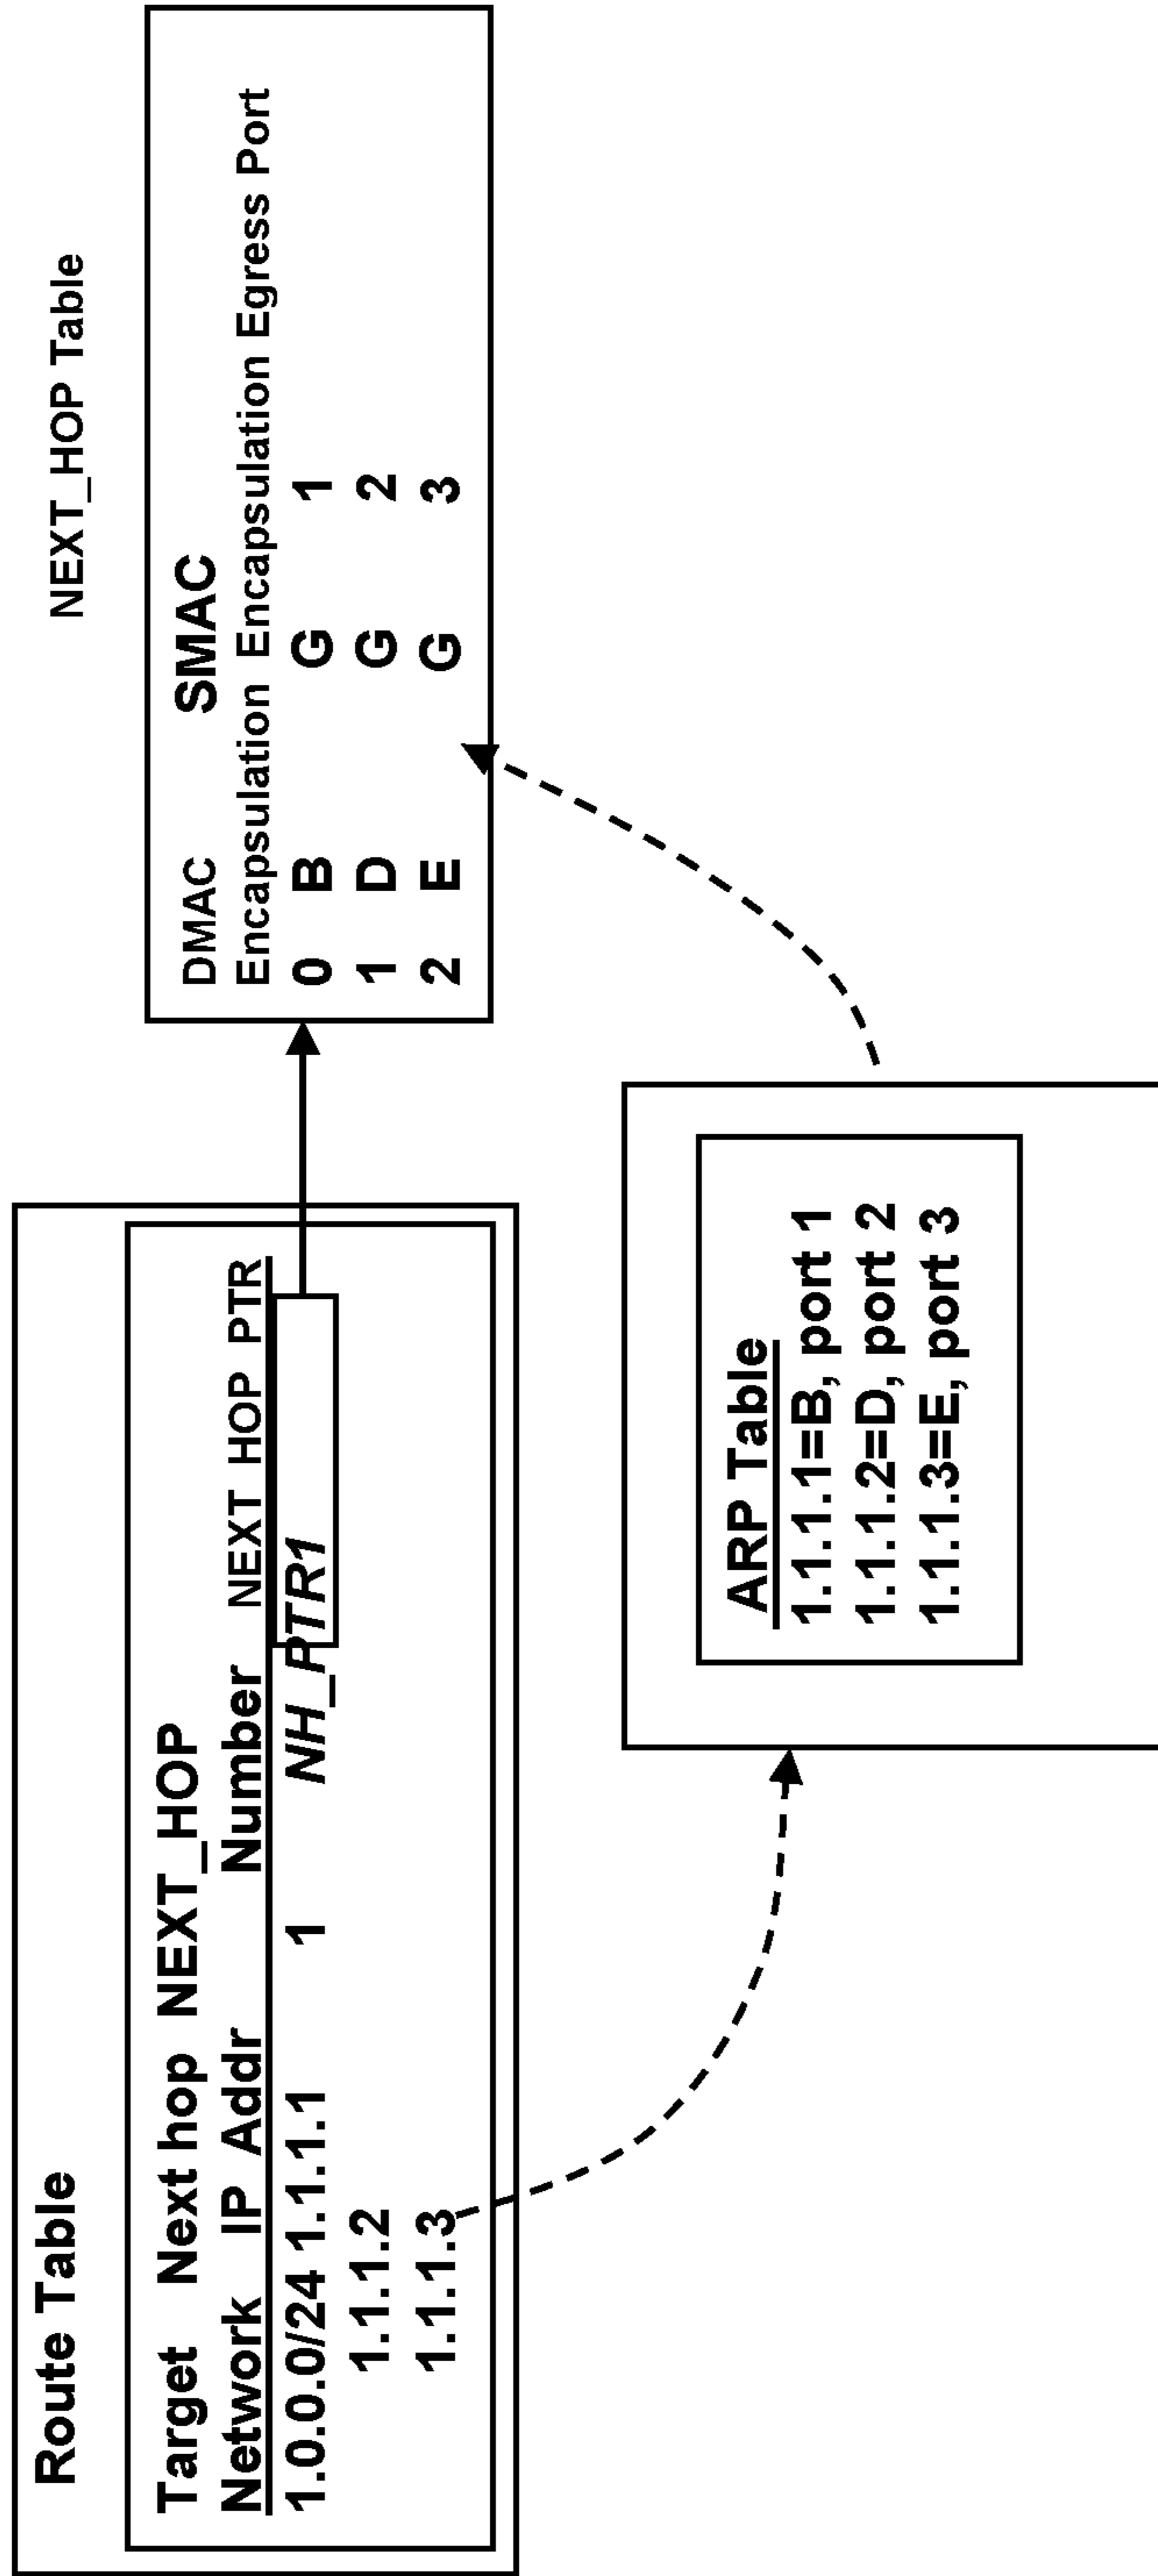 Route Table
Target Next hop NEXT_HOP
Network IP Addr Number NEXT HOP PTR
1.0.0.0/24 1.1.1.1 1 NH_PTR1
1.1.1.2
1.1.1.3
NEXT_HOP Table
DMAC SMAC
Encapsulation Encapsulation Egress Port
0 B G 1
1 D G 2
2 E G 3
ARP Table
1.1.1.1=B, port 1
1.1.1.2=D, port 2
1.1.1.3=E, port 3